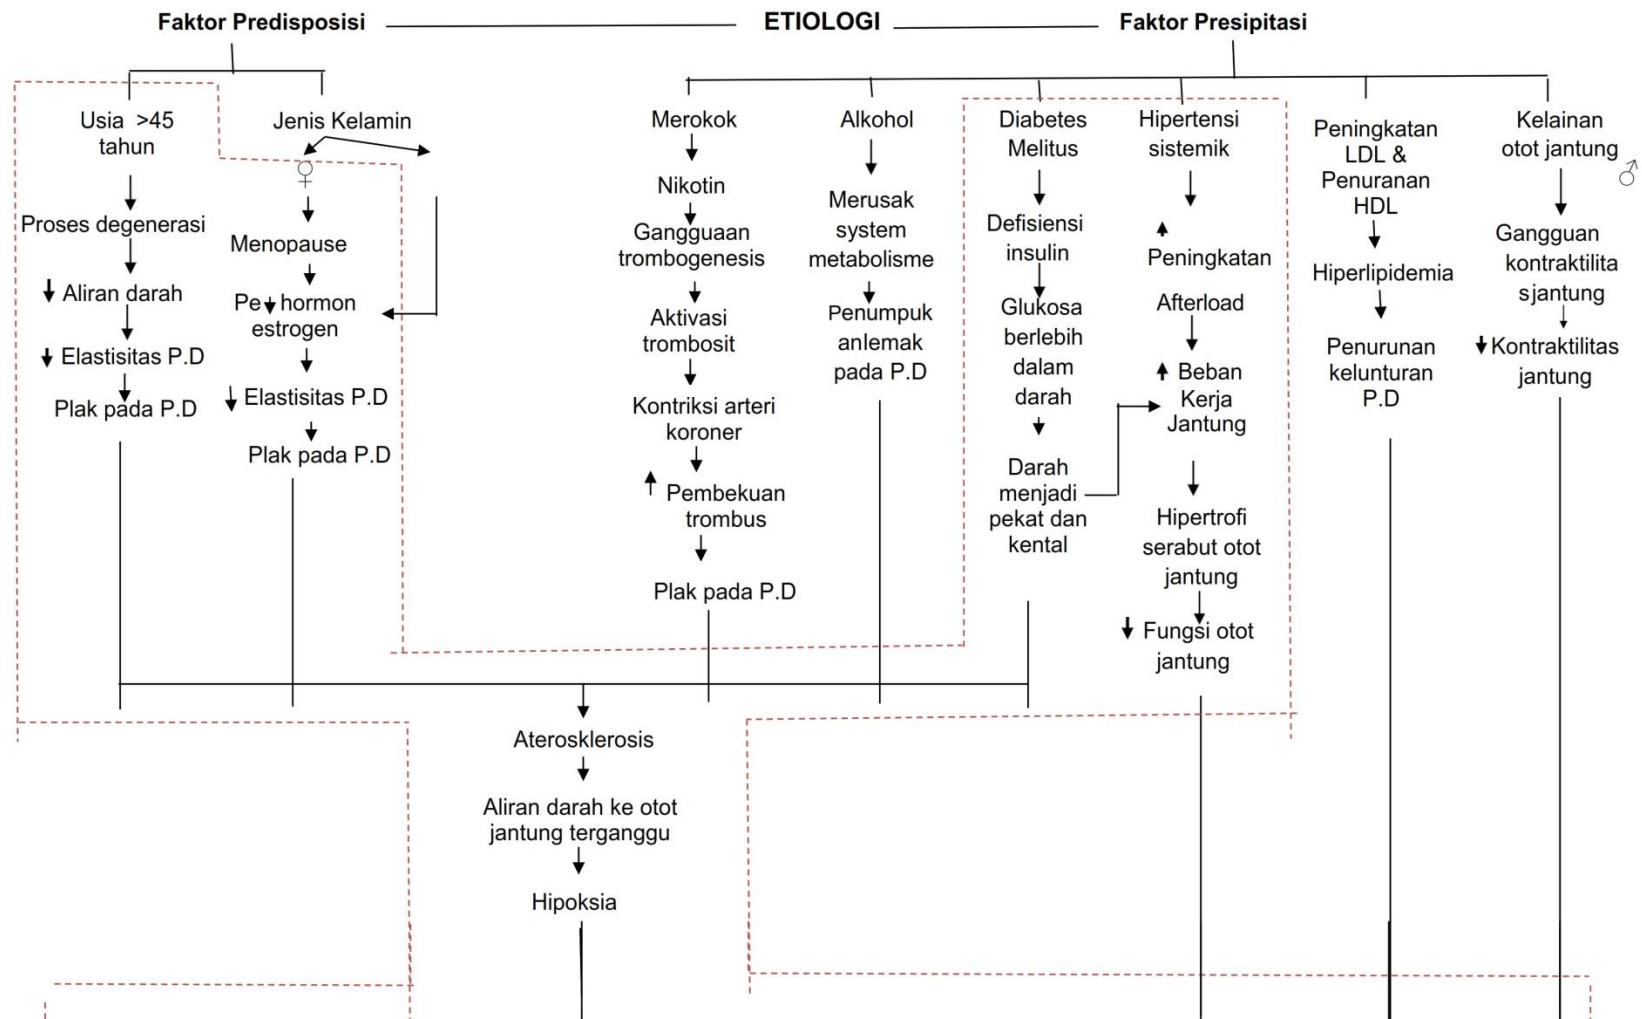 Faktor Predisposisi
ETIOLOGI
Faktor Presipitasi
Usia >45
tahun
Proses degenerasi
Aliran darah
Elastisitas P.D
Plak pada P.D
Jenis Kelamin
♀
Menopause
Pe hormon
estrogen
Elastisitas P.D
Plak pada P.D
Merokok
Nikotin
Gangguaan
trombogenesis
Aktivasi
trombosit
Kontriksi arteri
koroner
Pembekuan
trombus
Plak pada P.D
Alkohol
Merusak
system
metabolisme
Penumpuk
anlemak
pada P.D
Diabetes
Melitus
Defisiensi
insulin
Glukosa
berlebih
dalam
darah
Darah
menjadi
pekat dan
kental
Hipertensi
sistemik
Peningkatan
Afterload
Beban
Kerja
Jantung
Hipertrofi
serabut otot
jantung
Fungsi otot
jantung
Peningkatan
LDL &
Penuranan
HDL
Hiperlipidemia
Penurunan
kelunturan
P.D
Kelainan
otot jantung
♂
Gangguan
kontraktilita
sjantung
Kontraktilitas
jantung
Aterosklerosis
Aliran darah ke otot
jantung terganggu
Hipoksia